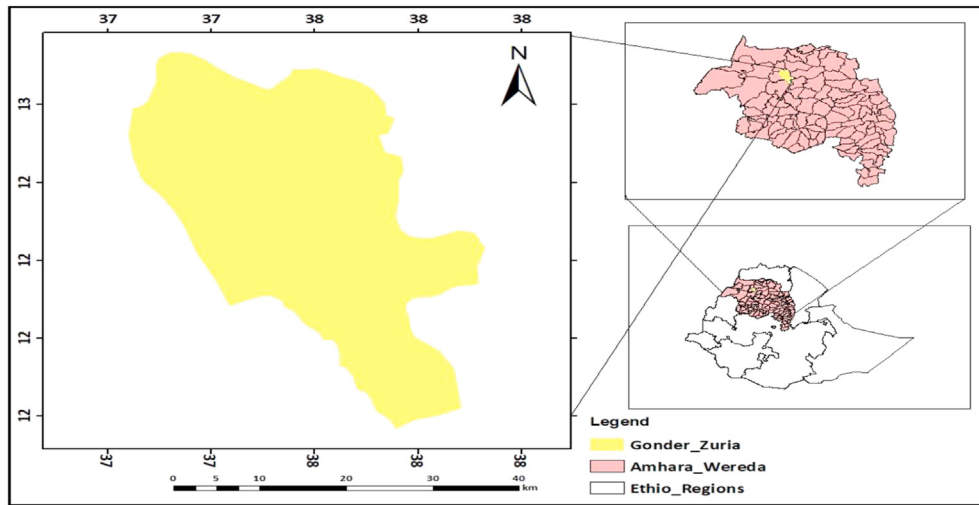 37 37 38 38 38
N
13
12
12
12
12
37 37 38 38 38
0 5 10 20 30 40
km
Legend
Gonder_Zuria
Amhara_Wereda
Ethio_Regions